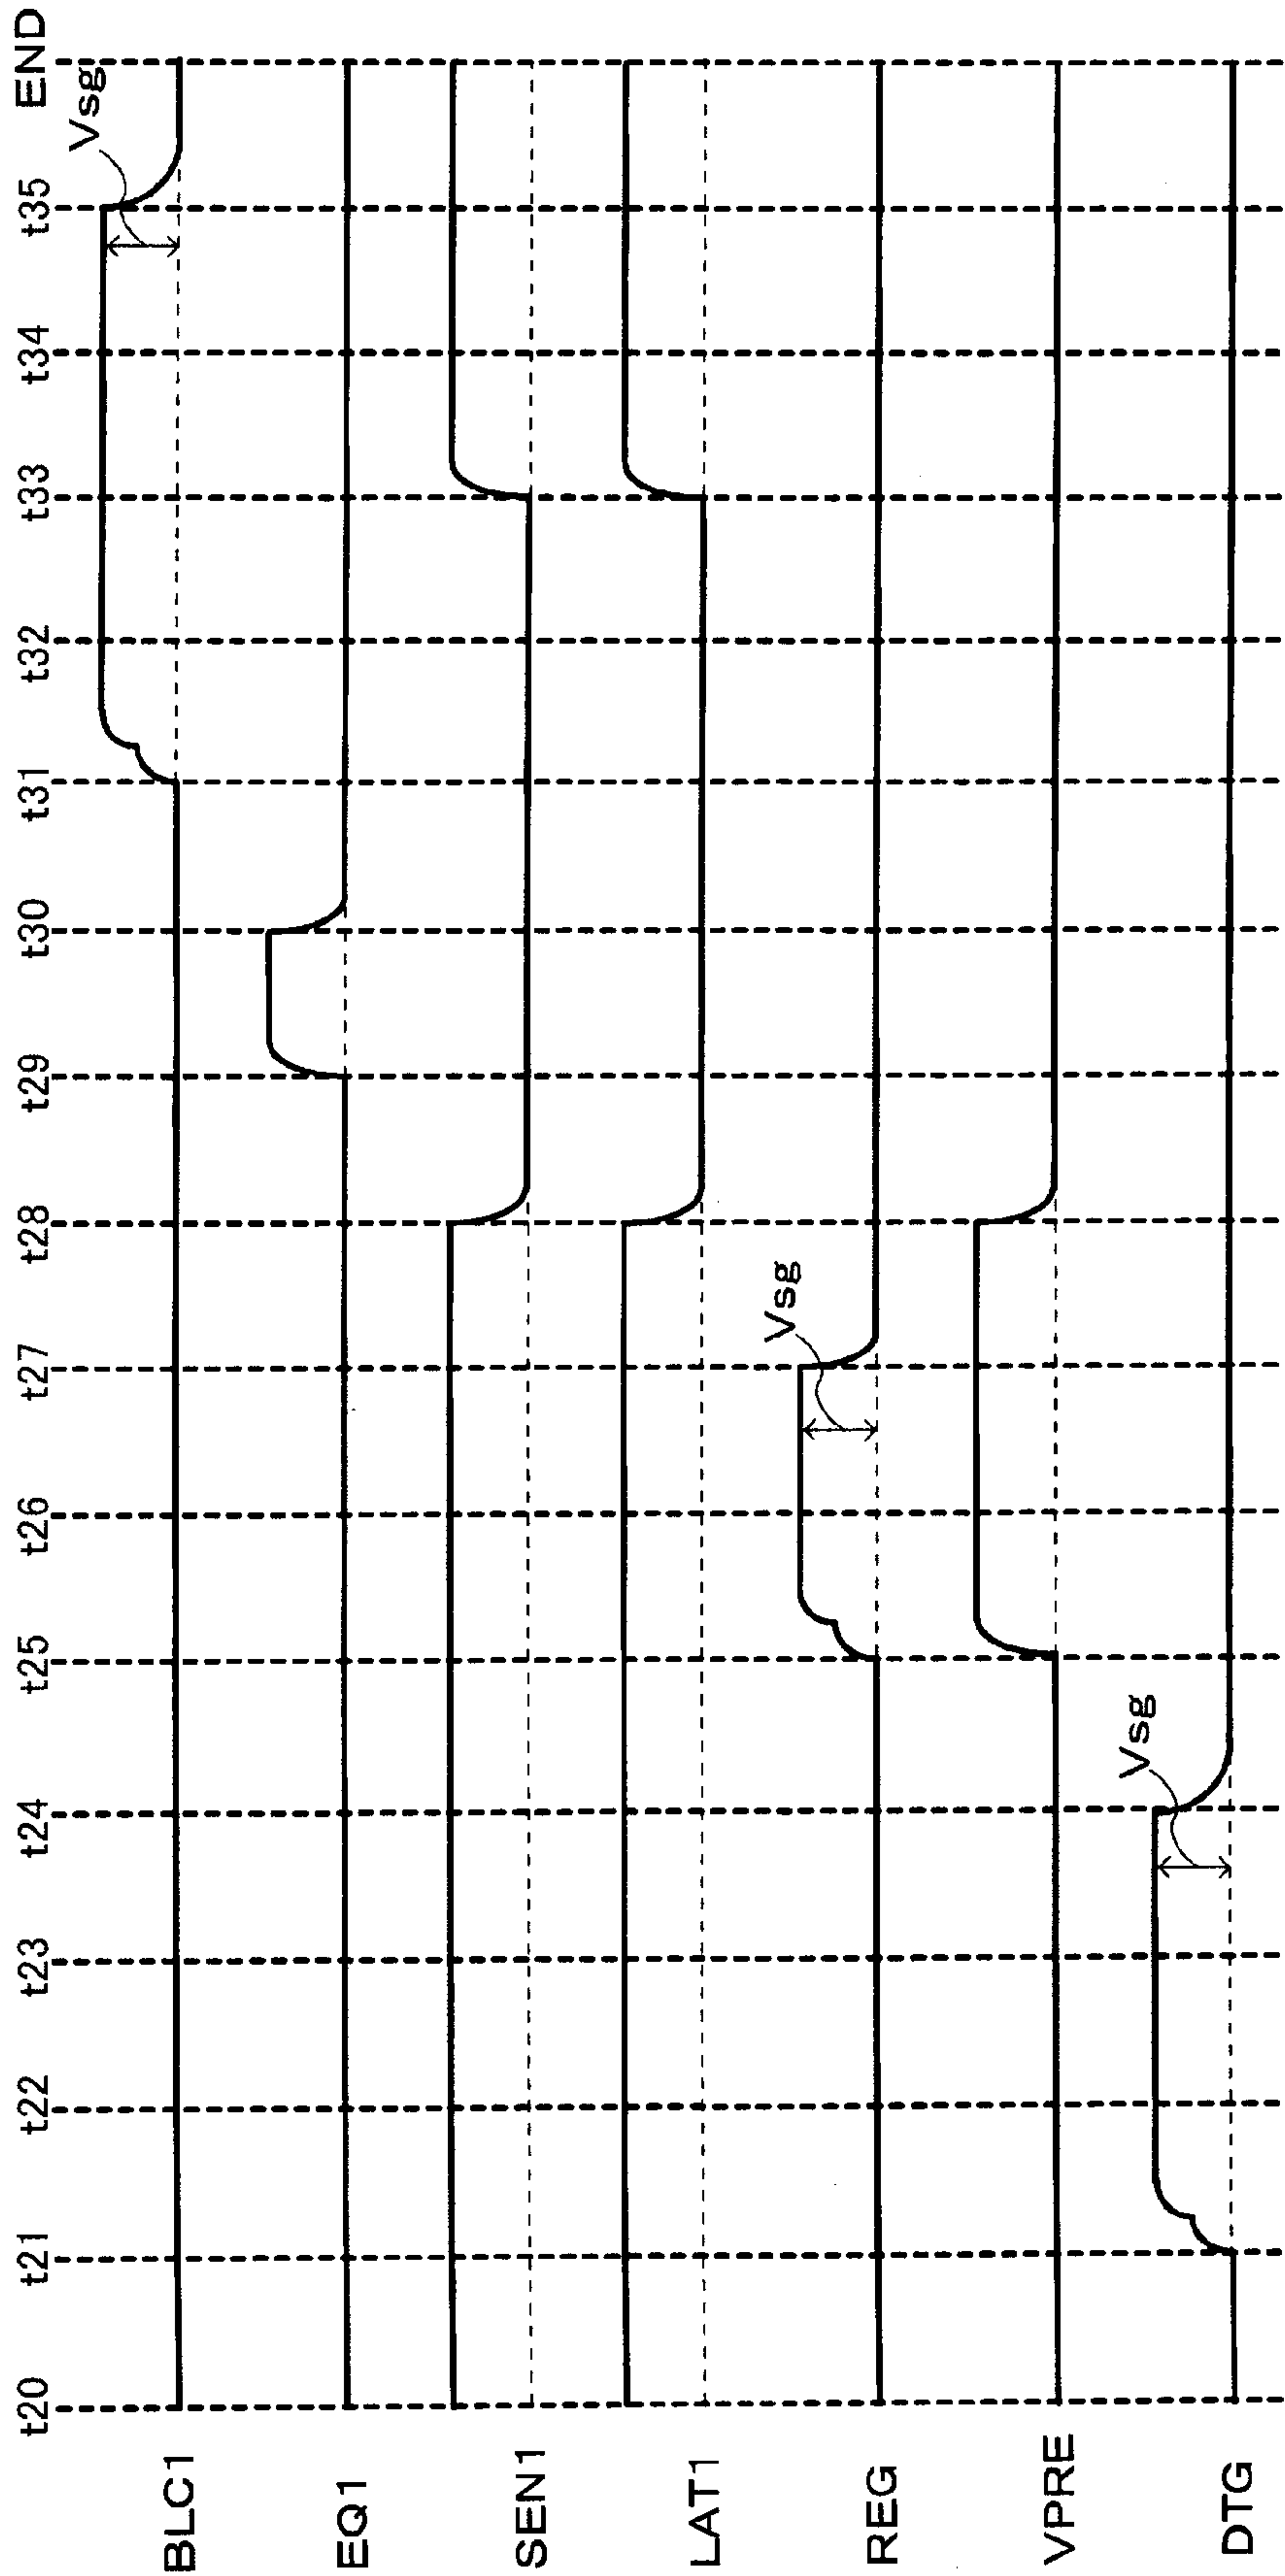 t20 t21 t22 t23 t24 t25 t26 t27 t28 t29 t30 t31 t32 t33 t34 t35 END
BLC1
Vsg
EQ1
SEN1
LAT1
REG
Vsg
VPRE
DTG
Vsg